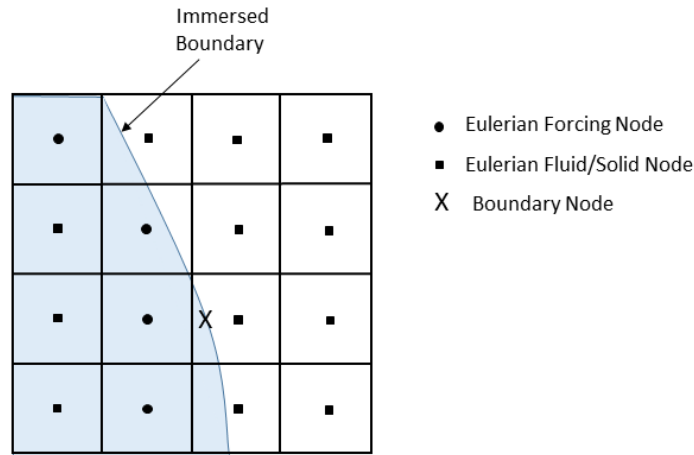 Immersed
Boundary
Eulerian Forcing Node
Eulerian Fluid/Solid Node
X Boundary Node
X